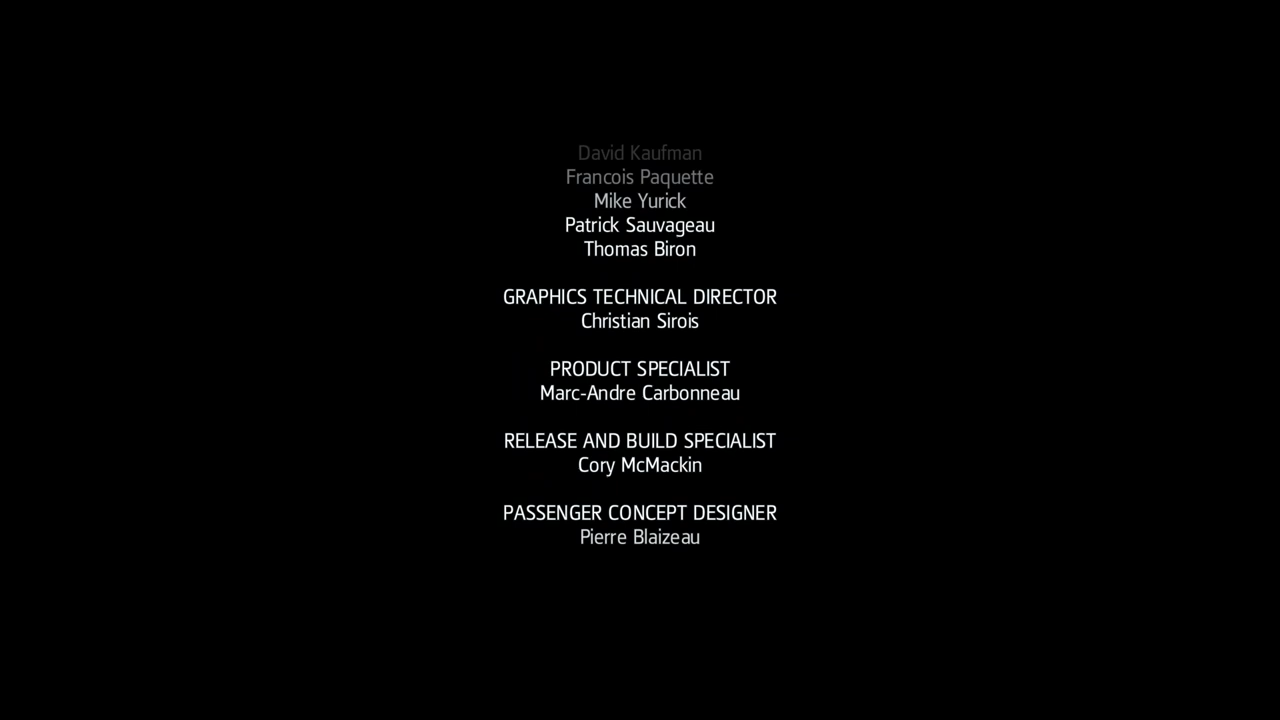 David Kaufman
Francois Paquette
Mike Yurick
Patrick Sauvageau
Thomas Biron
GRAPHICS TECHNICAL DIRECTOR
Christian Sirois
PRODUCT SPECIALIST
Marc-Andre Carbonneau
RELEASE AND BUILD SPECIALIST
Cory McMackin
PASSENGER CONCEPT DESIGNER
Pierre Blaizeau